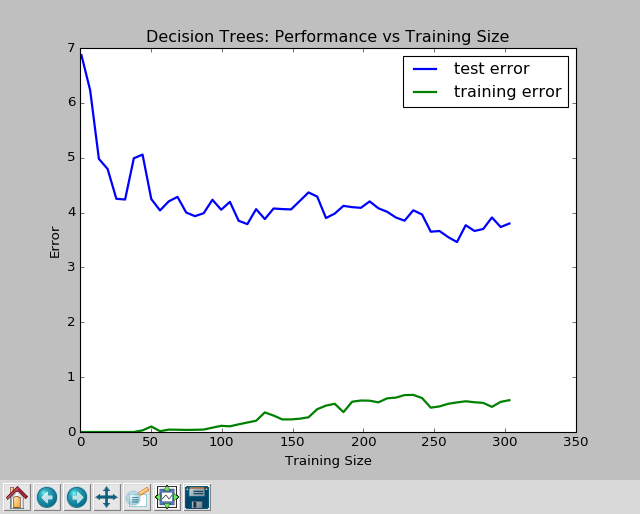 Decision Trees: Performance vs Training Size
7
6
5
4
3
2
1
0
Error
test error
training error
0 50 100 150 200 250 300 350
Training Size